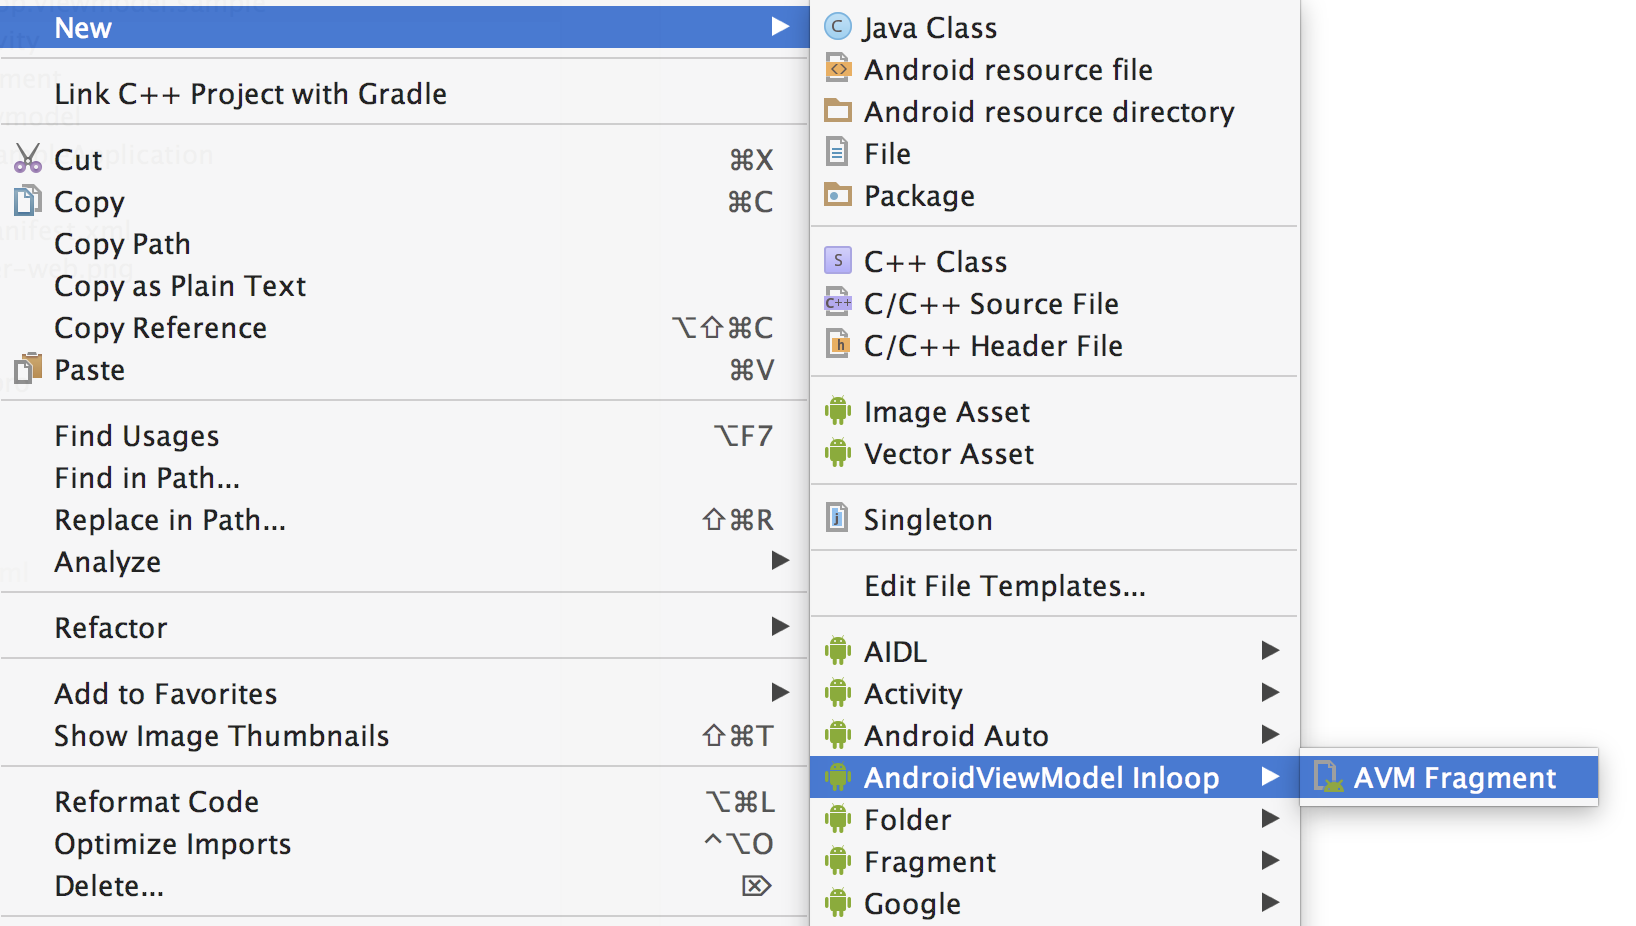 New
Link C++ Project with Gradle
Cut ⌘X
Copy ⌘C
Copy Path
Copy as Plain Text
Copy Reference ⌥⇧⌘C
Paste ⌘V
Find Usages ⌥F7
Find in Path...
Replace in Path... ⇧⌘R
Analyze
Refactor
Add to Favorites
Show Image Thumbnails ⇧⌘T
Reformat Code ⌥⌘L
Optimize Imports ^⌥O
Delete... ⌦
Java Class
Android resource file
Android resource directory
File
Package
C++ Class
C/C++ Source File
C/C++ Header File
Image Asset
Vector Asset
Singleton
Edit File Templates...
AIDL
Activity
Android Auto
AndroidViewModel Inloop
Folder
Fragment
Google
AVM Fragment